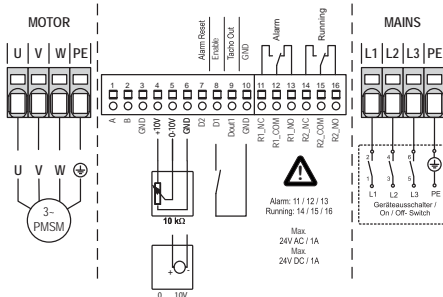 MOTOR
U V W PE
U V W
3~
PMSM
Alarm Reset
Enable
Tacho Out
GND
Alarm
Running
1 2 3 4 5 6 7 8 9 10 11 12 13 14 15 16
A
B
GND
+10V
0-10V
GND
D2
D1
Dout1
GND
R1_NC
R1_COM
R1_NO
R2_NC
R2_COM
R2_NO
10 kΩ
+ -
0 10V
Alarm: 11 / 12 / 13
Running: 14 / 15 / 16
Max.
24V AC / 1A
Max.
24V DC / 1A
MAINS
L1 L2 L3 PE
2 4 6
1 3 5
L1 L2 L3 PE
Geräteausschalter /
On / Off- Switch